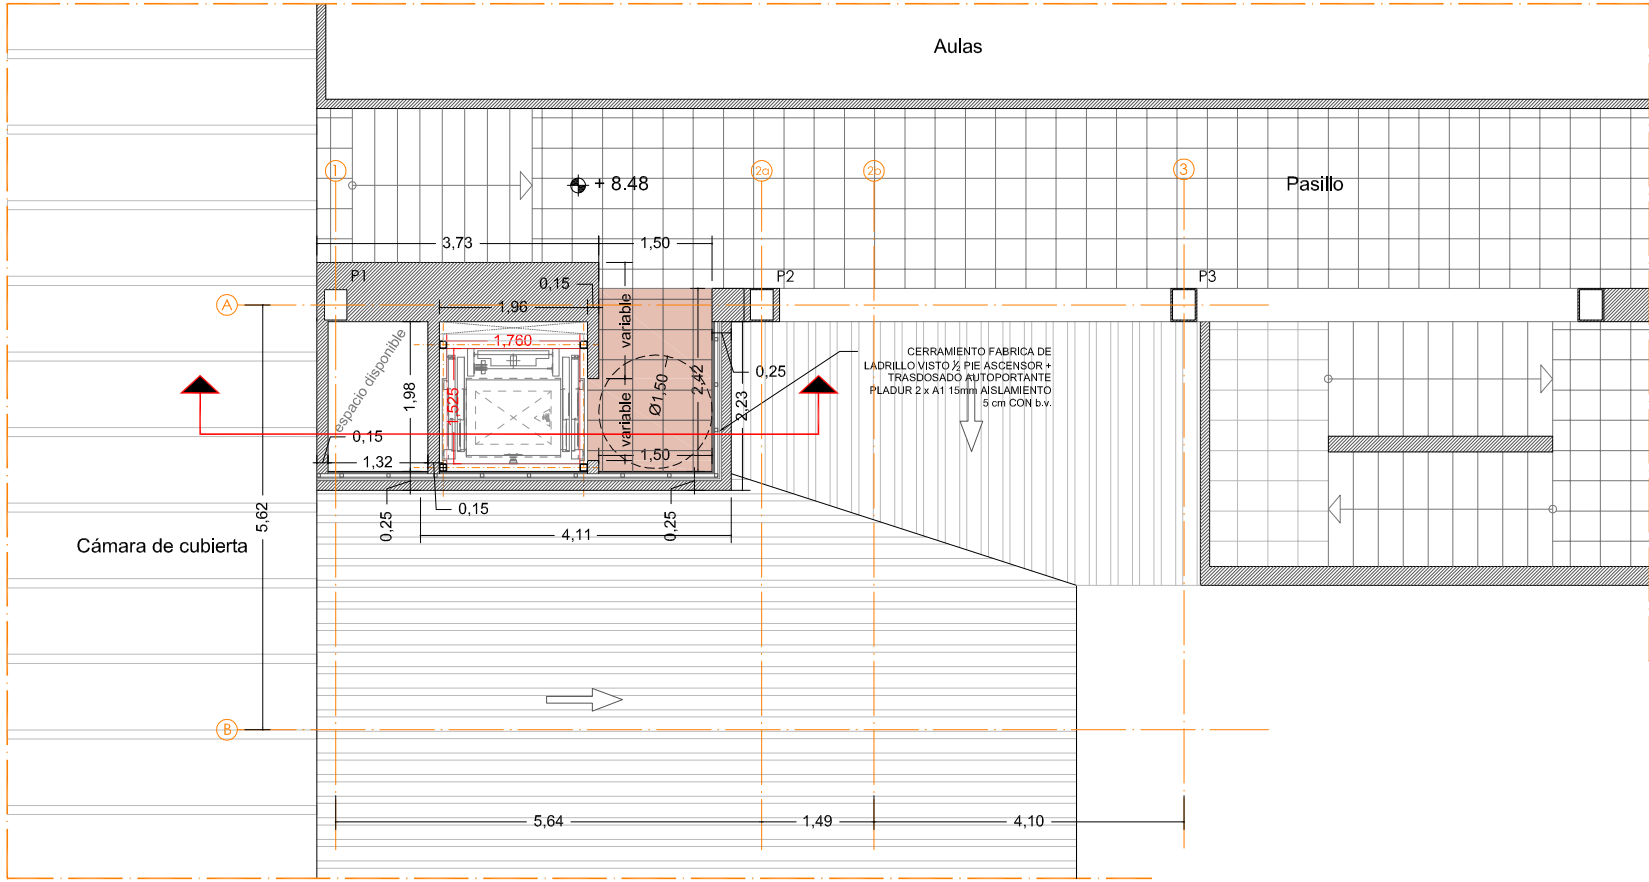 Aulas
1
2a
2b
3
+ 8.48
Pasillo
3,73
1,50
P1
0,15
P2
P3
A
1,96
variable
1,760
espacio disponible
1,98
1,525
Ø1,50
2,42
0,25
2,23
CERRAMIENTO FABRICA DE
LADRILLO VISTO ½ PIE ASCENSOR +
TRASDOSADO AUTOPORTANTE
PLADUR 2 x A1 15mm AISLAMIENTO
5 cm CON b.v.
variable
0,15
1,32
1,50
0,15
0,25
0,25
5,62
4,11
Cámara de cubierta
B
5,64
1,49
4,10